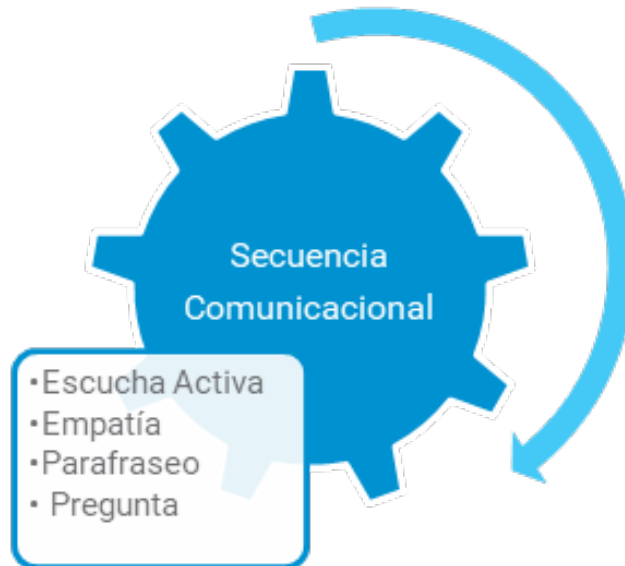 Secuencia
Comunicacional
•Escucha Activa
•Empatía
•Parafraseo
• Pregunta